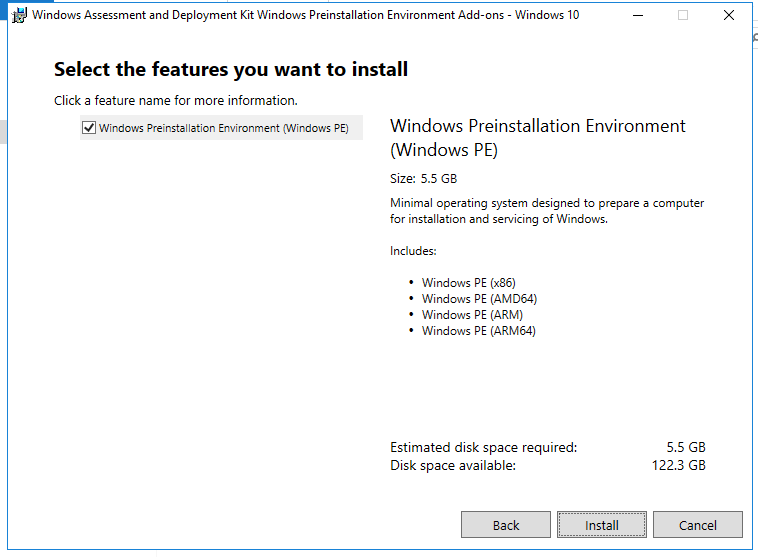 Windows Assessment and Deployment Kit Windows Preinstallation Environment Add-ons - Windows 10
Select the features you want to install
Click a feature name for more information.
Windows Preinstallation Environment (Windows PE)
Windows Preinstallation Environment
(Windows PE)
Size: 5.5 GB
Minimal operating system designed to prepare a computer
for installation and servicing of Windows.
Includes:
• Windows PE (x86)
• Windows PE (AMD64)
• Windows PE (ARM)
• Windows PE (ARM64)
Estimated disk space required: 5.5 GB
Disk space available: 122.3 GB
Back Install Cancel